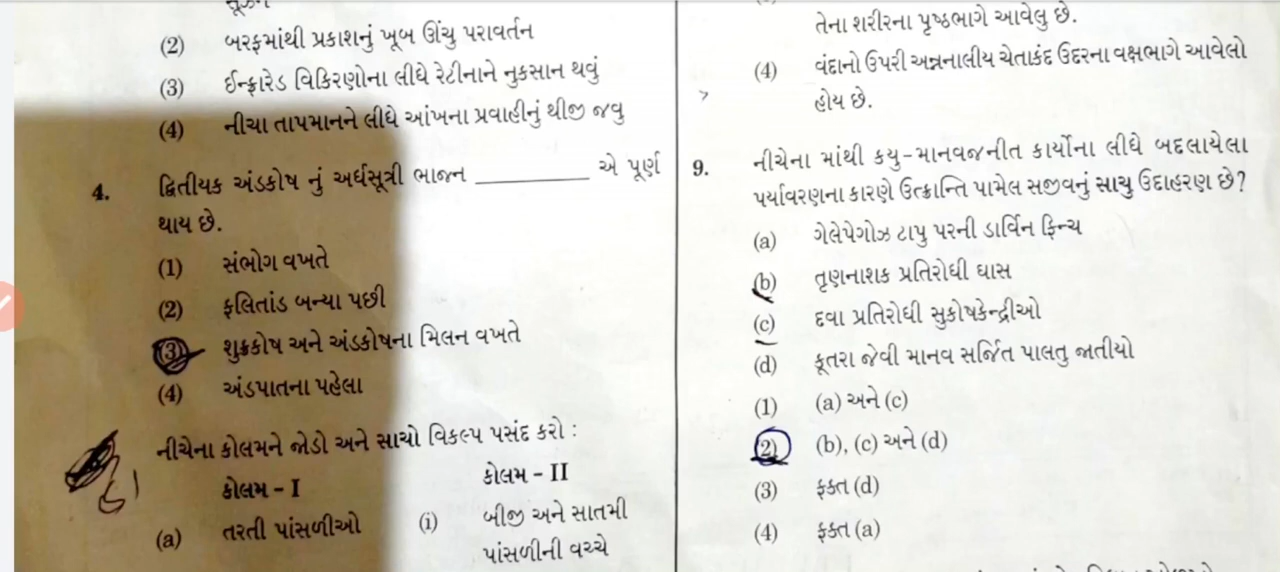 (2) બરફમાંથી પ્રકાશનું ખૂબ ઊંચુ પરાવર્તન
(3) ઈન્ફ્રારેડ વિકિરણોના લીધે રેટીનાને નુકસાન થવું
(4) નીચા તાપમાનને લીધે આંખના પ્રવાહીનું થીજી જવુ
4. દ્વિતીયક અંડકોષ નું અર્ધસૂત્રી ભાજન ________ એ પૂર્ણ
થાય છે.
(1) સંભોગ વખતે
(2) ફલિતાંડ બન્યા પછી
(3) શુક્રકોષ અને અંડકોષના મિલન વખતે
(4) અંડપાતના પહેલા
નીચેના કોલમને જોડો અને સાચો વિકલ્પ પસંદ કરો :
કોલમ - I કોલમ - II
(a) તરતી પાંસળીઓ (i) બીજી અને સાતમી
પાંસળીની વચ્ચે
તેના શરીરના પૃષ્ઠભાગે આવેલુ છે.
(4) વંદાનો ઉપરી અન્નનાલીય ચેતાકંદ ઉદરના વક્ષભાગે આવેલો
હોય છે.
9. નીચેના માંથી કયુ-માનવજનીત કાર્યોના લીધે બદલાયેલા
પર્યાવરણના કારણે ઉત્ક્રાન્તિ પામેલ સજીવનું સાચુ ઉદાહરણ છે?
(a) ગેલેપેગોઝ ટાપુ પરની ડાર્વિન ફિન્ચ
(b) તૃણનાશક પ્રતિરોધી ઘાસ
(c) દવા પ્રતિરોધી સુકોષકેન્દ્રીઓ
(d) કૂતરા જેવી માનવ સર્જિત પાલતુ જાતીયો
(1) (a) અને (c)
(2) (b), (c) અને (d)
(3) ફક્ત (d)
(4) ફક્ત (a)